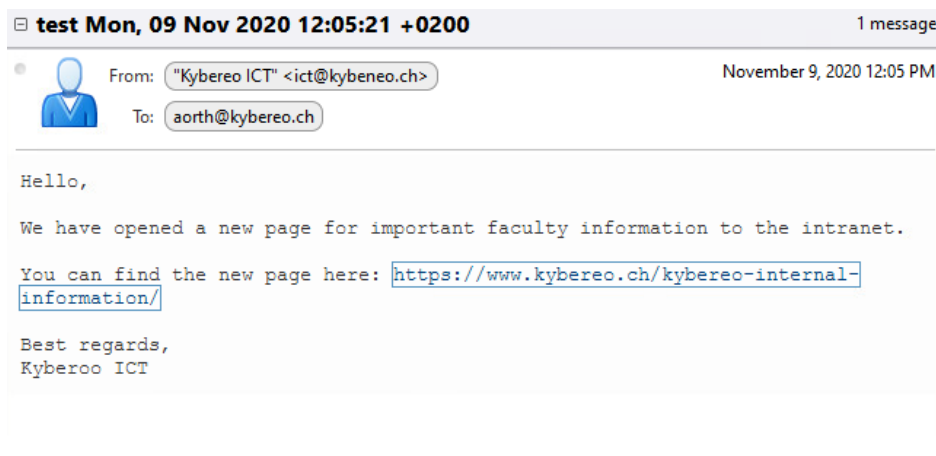 test Mon, 09 Nov 2020 12:05:21 +0200 1 message
From: "Kybereo ICT" <ict@kybeneo.ch> November 9, 2020 12:05 PM
To: aorth@kybereo.ch
Hello,
We have opened a new page for important faculty information to the intranet.
You can find the new page here: https://www.kybereo.ch/kybereo-internal-
information/
Best regards,
Kyberoo ICT